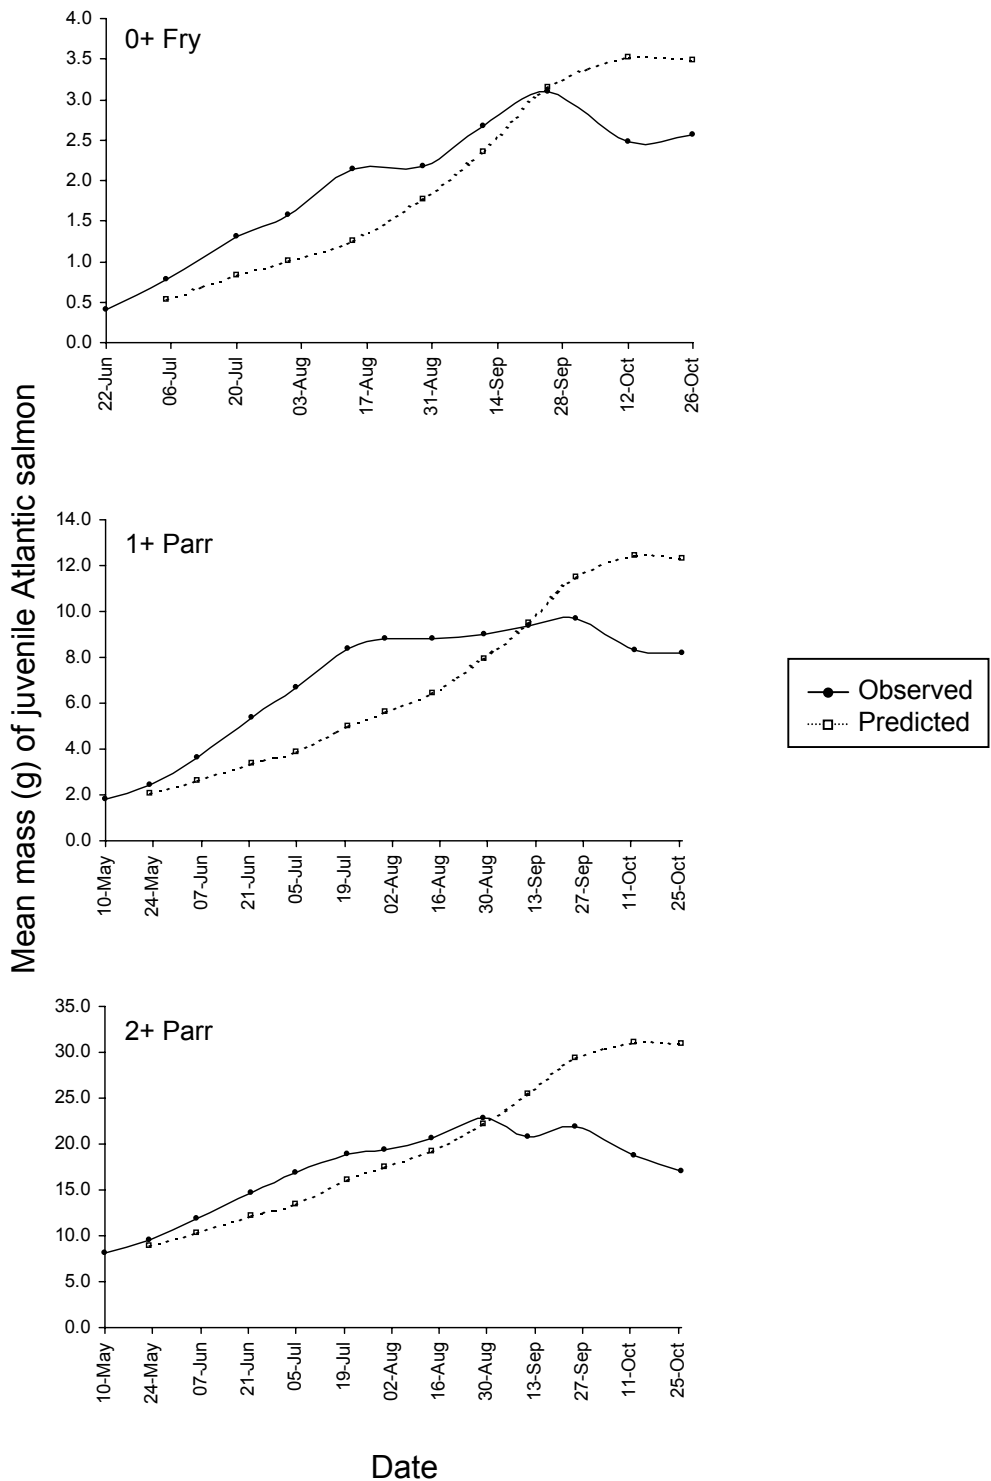 Mean mass (g) of juvenile Atlantic salmon
0+ Fry
4.0
3.5
3.0
2.5
2.0
1.5
1.0
0.5
0.0
22-Jun
06-Jul
20-Jul
03-Aug
17-Aug
31-Aug
14-Sep
28-Sep
12-Oct
26-Oct
1+ Parr
14.0
12.0
10.0
8.0
6.0
4.0
2.0
0.0
10-May
24-May
07-Jun
21-Jun
05-Jul
19-Jul
02-Aug
16-Aug
30-Aug
13-Sep
27-Sep
11-Oct
25-Oct
Observed
Predicted
2+ Parr
35.0
30.0
25.0
20.0
15.0
10.0
5.0
0.0
10-May
24-May
07-Jun
21-Jun
05-Jul
19-Jul
02-Aug
16-Aug
30-Aug
13-Sep
27-Sep
11-Oct
25-Oct
Date